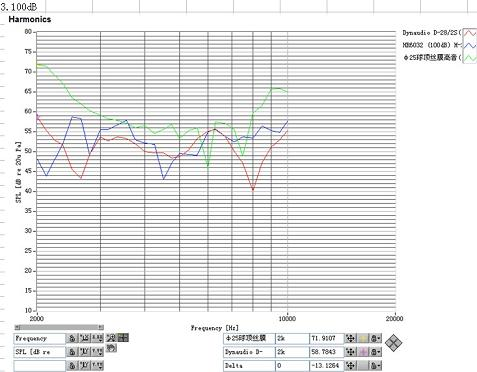 3.100dB
Harmonics
Dynaudio D-28/2S(
(100dB)
Φ25球顶丝膜高音(
80
75
70
65
60
55
50
45
40
35
30
25
20
15
10
SPL [dB re 20u Pa]
2000
10000
20000
Frequency [Hz]
Frequency
SPL [dB re
Φ25球顶丝膜 2k 71.9107
Dynaudio D- 2k 58.7843
Delta 0 -13.1264